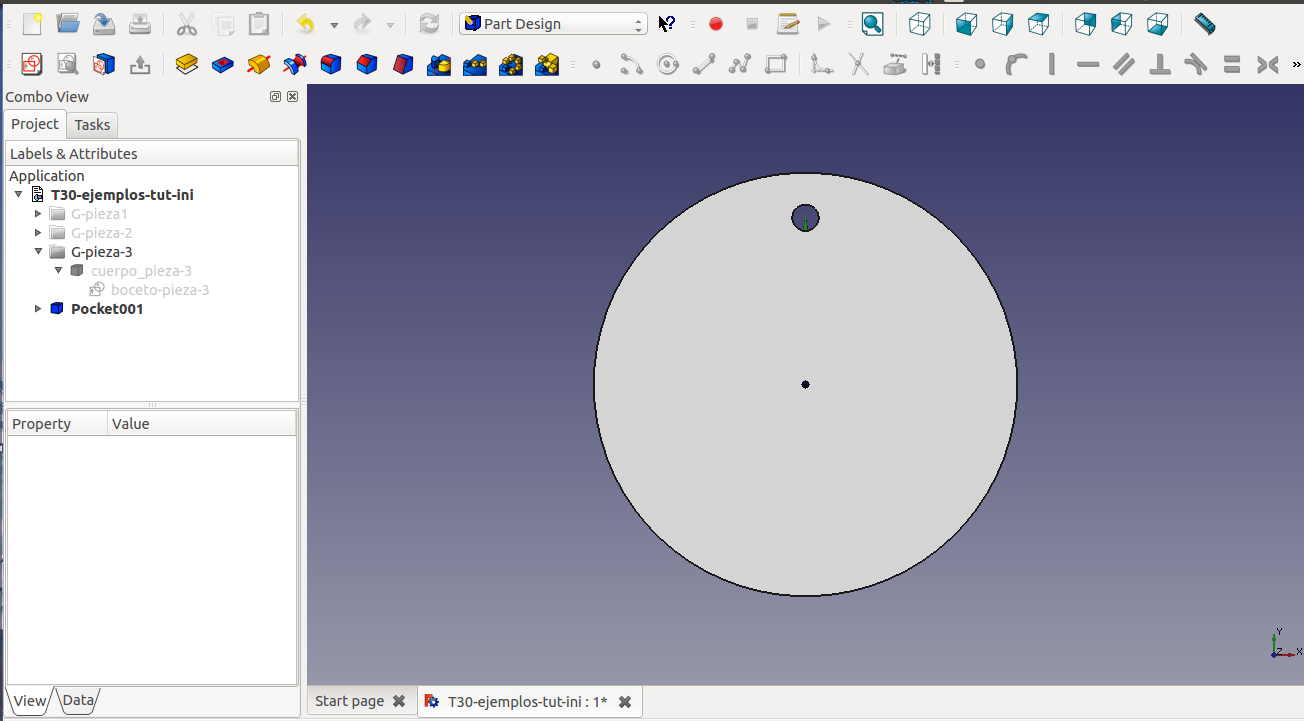 Part Design
?
»
Combo View
Project
Tasks
Labels & Attributes
Application
T30-ejemplos-tut-ini
G-pieza1
G-pieza-2
G-pieza-3
cuerpo_pieza-3
boceto-pieza-3
Pocket001
Property Value
View Data
Start page
T30-ejemplos-tut-ini : 1*
Y
Z X